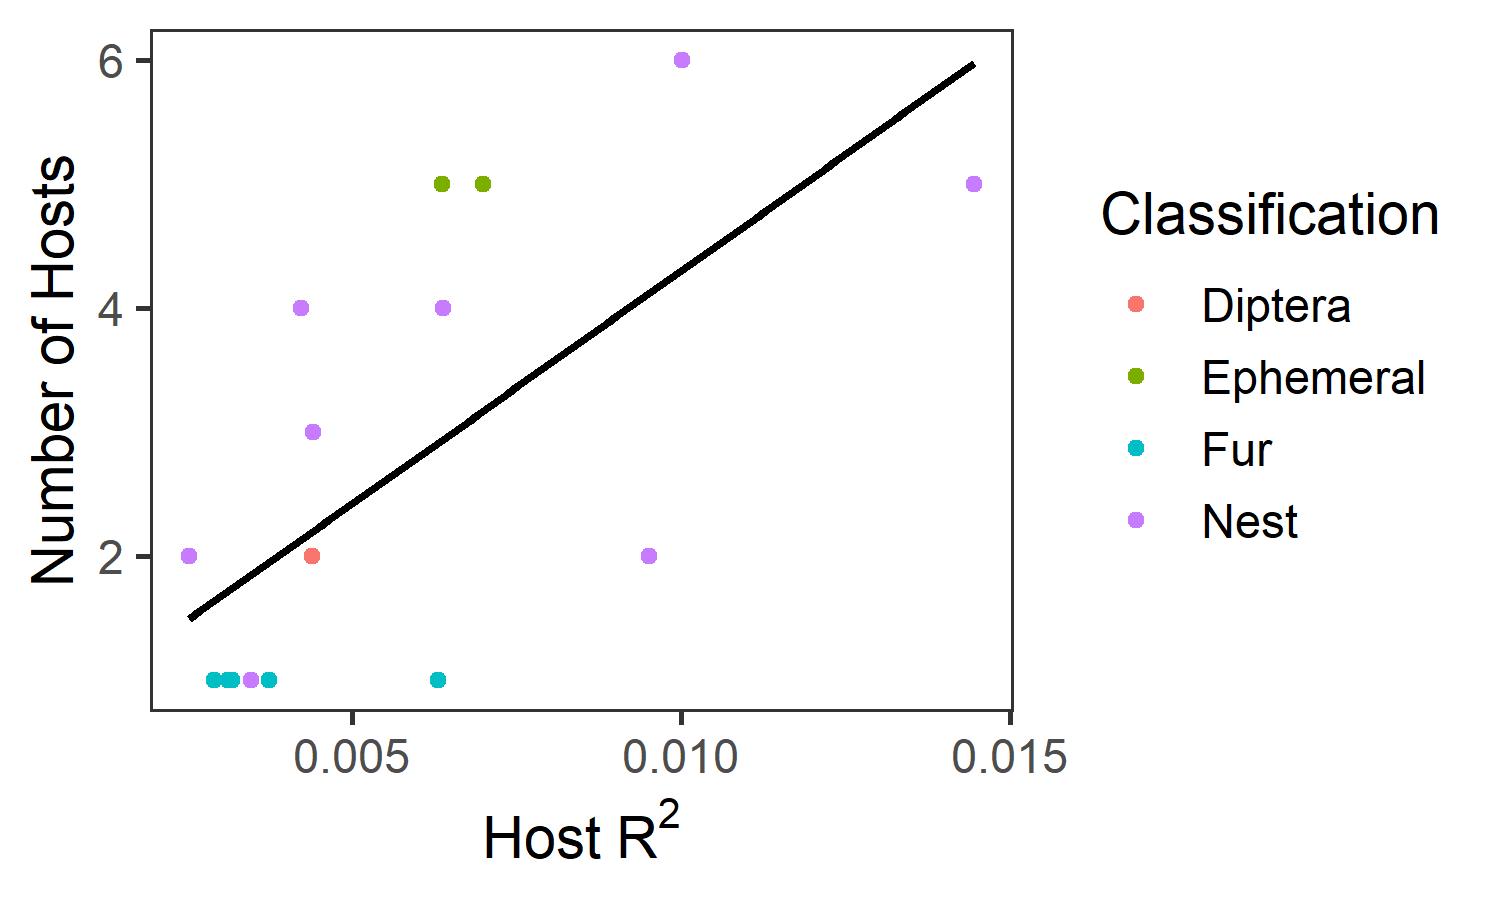 6
4
2
Number of Hosts
0.005 0.010 0.015
Host R²
Classification
Diptera
Ephemeral
Fur
Nest